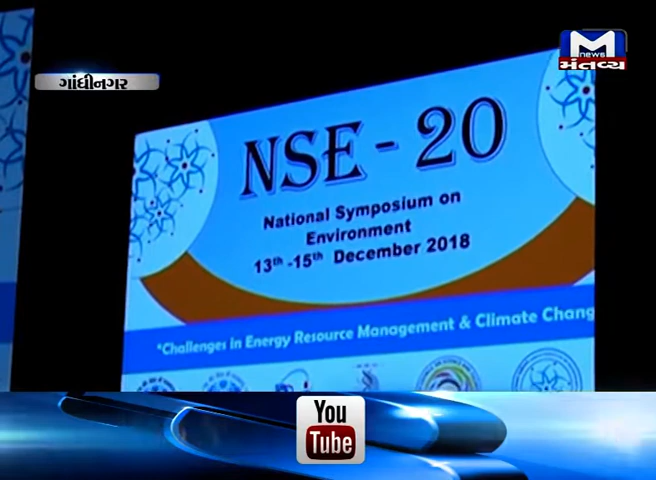 news
મંતવ્ય
ગાંધીનગર
NSE - 20
National Symposium on
Environment
13th -15th December 2018
"Challenges in Energy Resource Management & Climate Chang
You
Tube